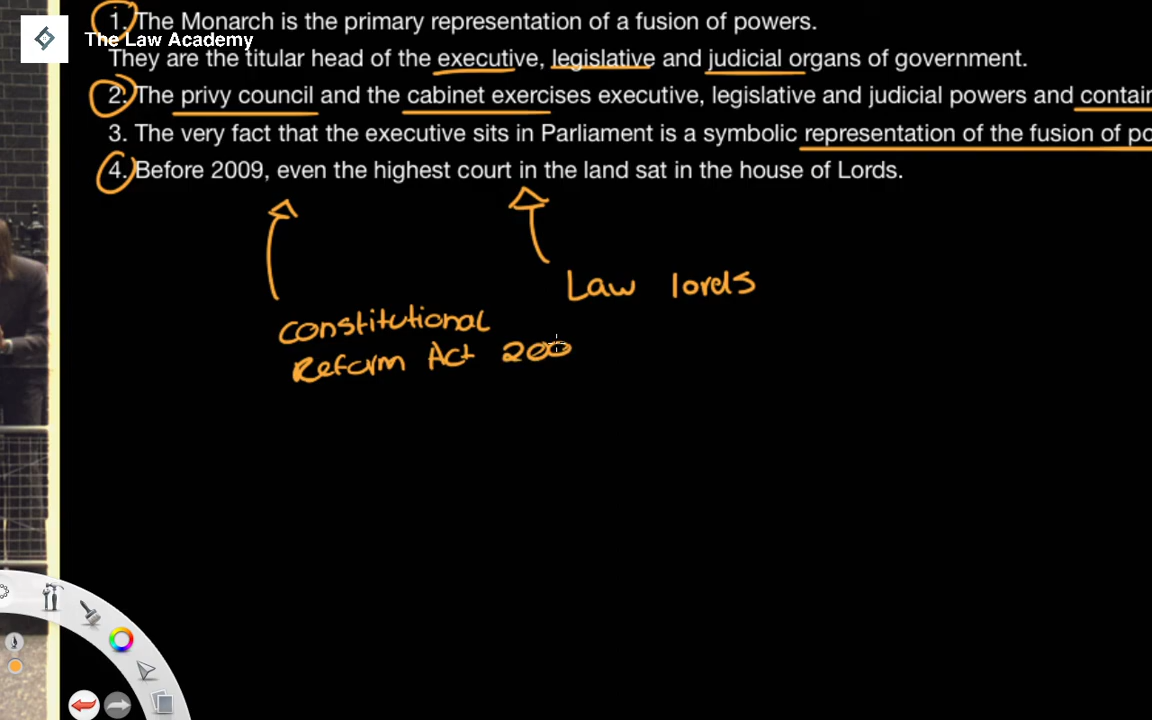 1. The Monarch is the primary representation of a fusion of powers.
The Law Academy
They are the titular head of the executive, legislative and judicial organs of government.
2. The privy council and the cabinet exercises executive, legislative and judicial powers and contain
3. The very fact that the executive sits in Parliament is a symbolic representation of the fusion of po
4. Before 2009, even the highest court in the land sat in the house of Lords.
Law lords
constitutional
Reform Act 200